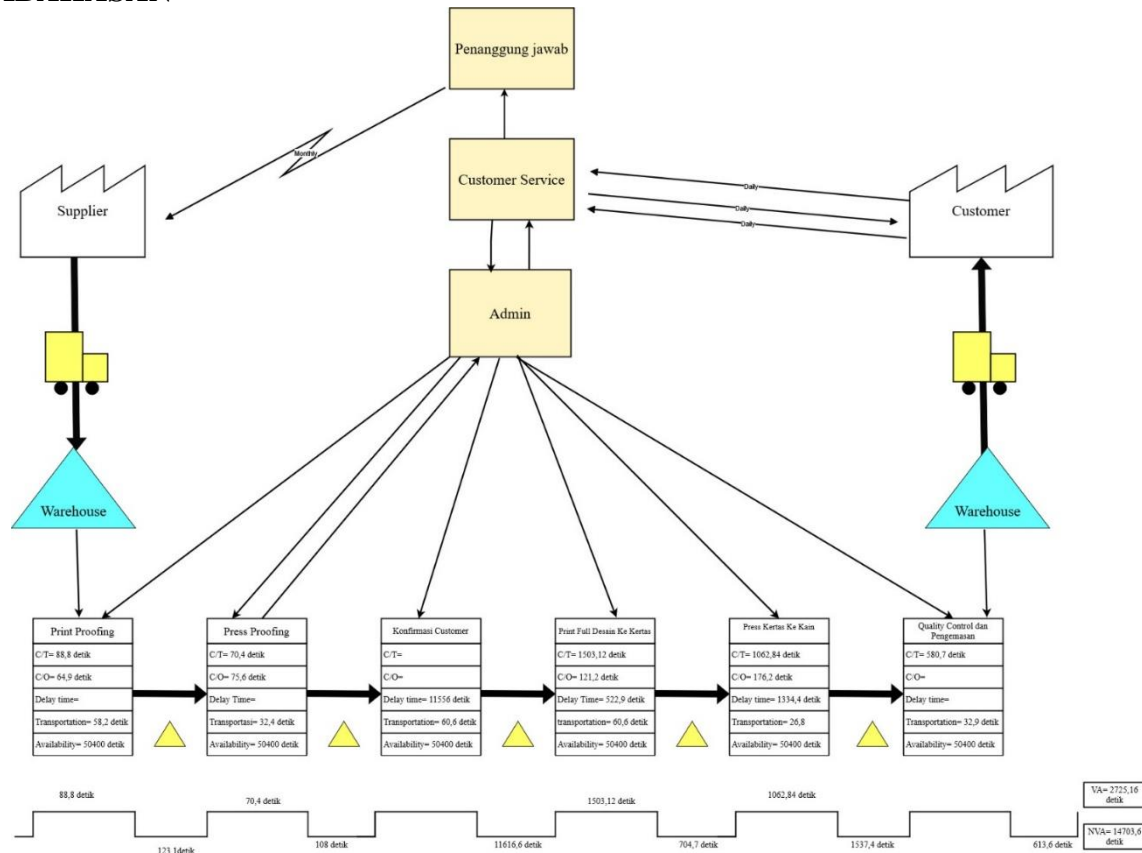 Penanggung jawab
Monthly
Customer Service
Supplier
Daily
Daily
Daily
Customer
Admin
Warehouse
Warehouse
Print Proofing
C/T= 88,8 detik
C/O= 64,9 detik
Delay time=
Transportation= 58,2 detik
Availability= 50400 detik
Press Proofing
C/T= 70,4 detik
C/O= 75,6 detik
Delay Time=
Transportasi= 32,4 detik
Availability= 50400 detik
Konfirmasi Customer
C/T=
C/O=
Delay time= 11556 detik
Transportation= 60,6 detik
Availability= 50400 detik
Print Full Desain Ke Kertas
C/T= 1503,12 detik
C/O= 121,2 detik
Delay Time= 522,9 detik
transportation= 60,6 detik
Availability= 50400 detik
Press Kertas Ke Kain
C/T= 1062,84 detik
C/O= 176,2 detik
Delay time= 1334,4 detik
Transportation= 26,8
Availability= 50400 detik
Quality Control dan
Pengemasan
C/T= 580,7 detik
C/O=
Delay time=
Transportation= 32,9 detik
Availability= 50400 detik
88,8 detik
70,4 detik
1503,12 detik
1062,84 detik
VA= 2725,16
detik
123,1detik
108 detik
11616,6 detik
704,7 detik
1537,4 detik
613,6 detik
NVA= 14703,6
detik